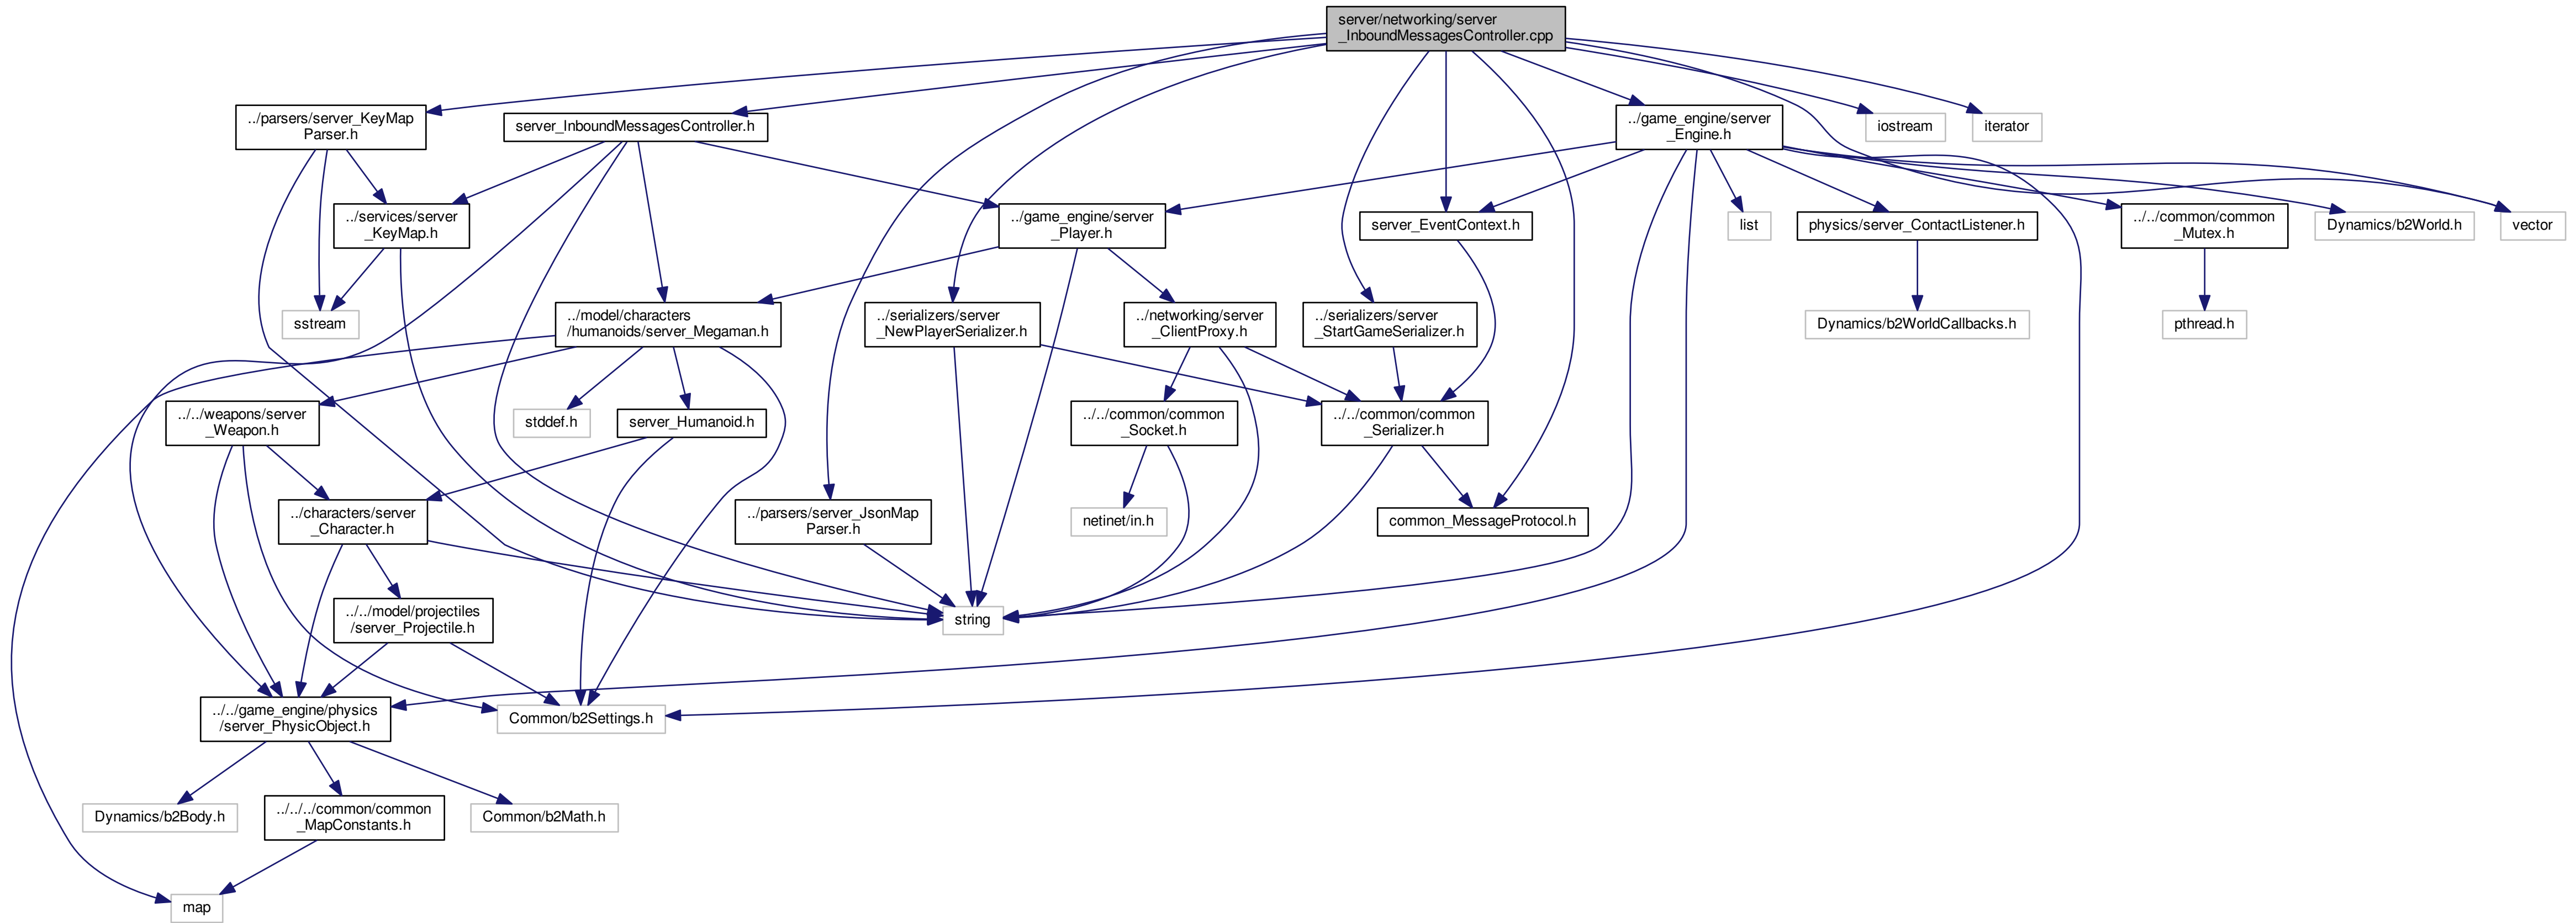 server/networking/server
_InboundMessagesController.cpp
../parsers/server_KeyMap
Parser.h
server_InboundMessagesController.h
../game_engine/server
_Engine.h
iostream
iterator
../services/server
_KeyMap.h
../game_engine/server
_Player.h
server_EventContext.h
list
physics/server_ContactListener.h
../../common/common
_Mutex.h
Dynamics/b2World.h
vector
sstream
../model/characters
/humanoids/server_Megaman.h
../serializers/server
_NewPlayerSerializer.h
../networking/server
_ClientProxy.h
../serializers/server
_StartGameSerializer.h
Dynamics/b2WorldCallbacks.h
pthread.h
../../weapons/server
_Weapon.h
stddef.h
server_Humanoid.h
../../common/common
_Socket.h
../../common/common
_Serializer.h
../characters/server
_Character.h
../parsers/server_JsonMap
Parser.h
netinet/in.h
common_MessageProtocol.h
../../model/projectiles
/server_Projectile.h
string
../../game_engine/physics
/server_PhysicObject.h
Common/b2Settings.h
Dynamics/b2Body.h
../../../common/common
_MapConstants.h
Common/b2Math.h
map